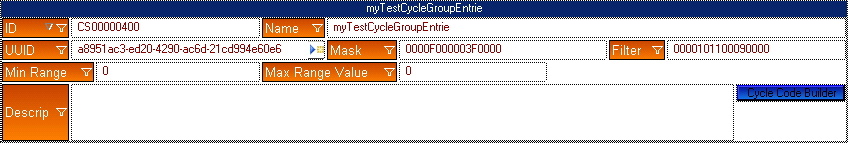 myTestCycleGroupEntrie
ID CS00000400 Name myTestCycleGroupEntrie
UUID a8951ac3-ed20-4290-ac6d-21cd994e60e6 Mask 0000F000003F0000 Filter 0000101100090000
Min Range 0 Max Range Value 0
Descrip Cycle Code Builder